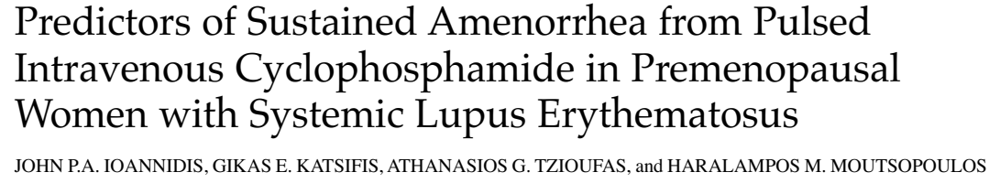 Predictors of Sustained Amenorrhea from Pulsed
Intravenous Cyclophosphamide in Premenopausal
Women with Systemic Lupus Erythematosus
JOHN P.A. IOANNIDIS, GIKAS E. KATSIFIS, ATHANASIOS G. TZIOUFAS, and HARALAMPOS M. MOUTSOPOULOS